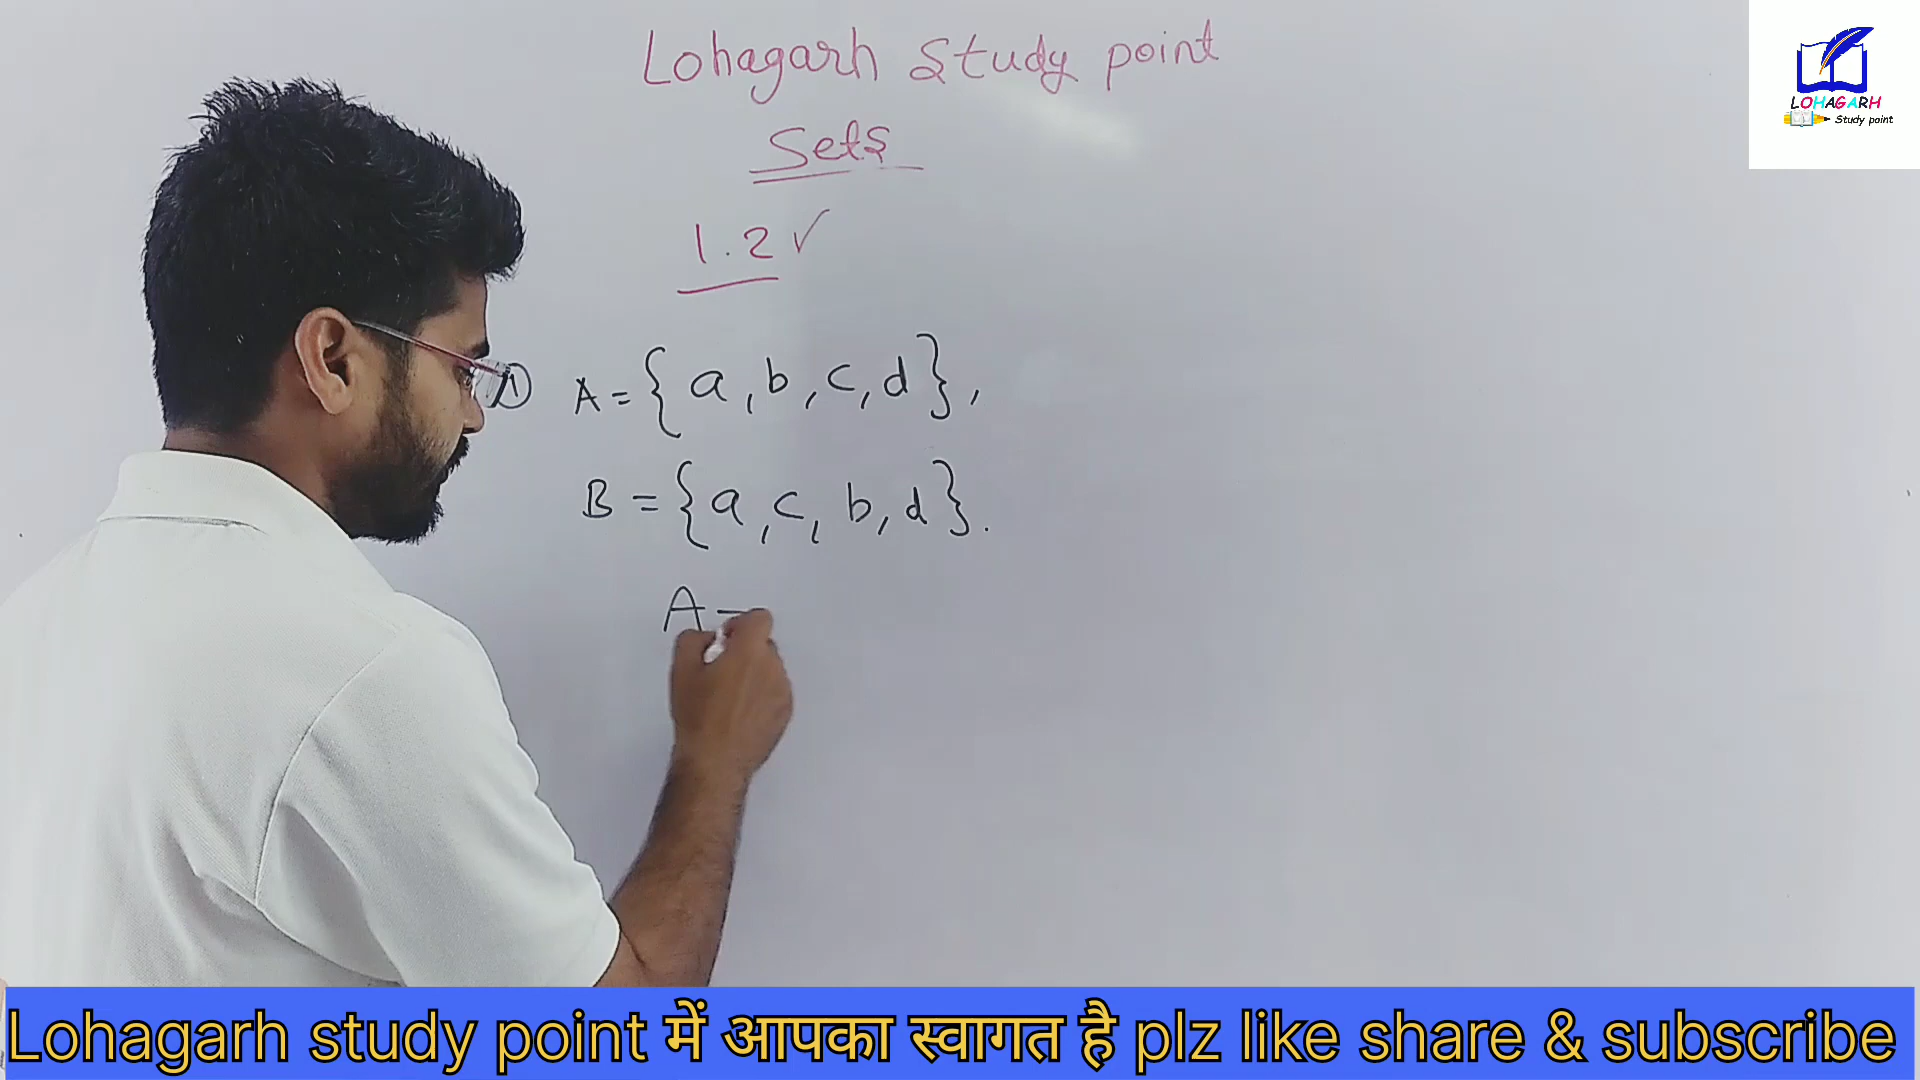 Lohagarh Study point
LOHAGARH
Study point
Sets
1.2 ✓
① A = { a, b, c, d },
B = { a, c, b, d }.
A =
Lohagarh study point में आपका स्वागत है plz like share & subscribe